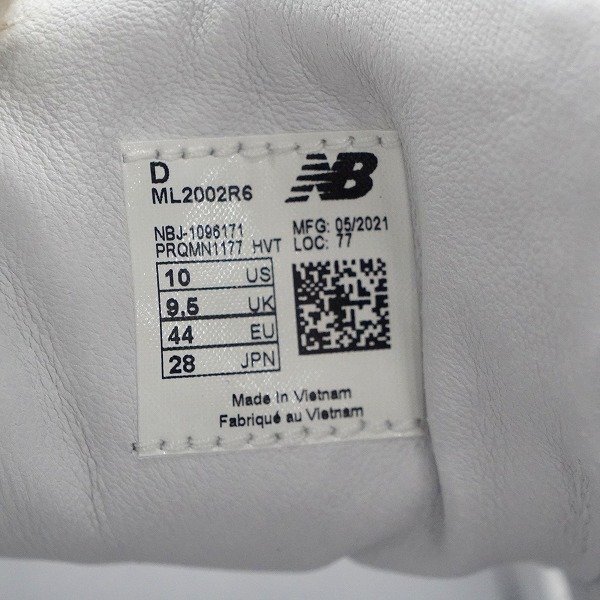 D
ML2002R6
NB
NBJ-1096171
MFG: 05/2021
PRQMN1177 HVT
LOC: 77
10 US
9,5 UK
44 EU
28 JPN
Made In Vietnam
Fabriqué au Vietnam